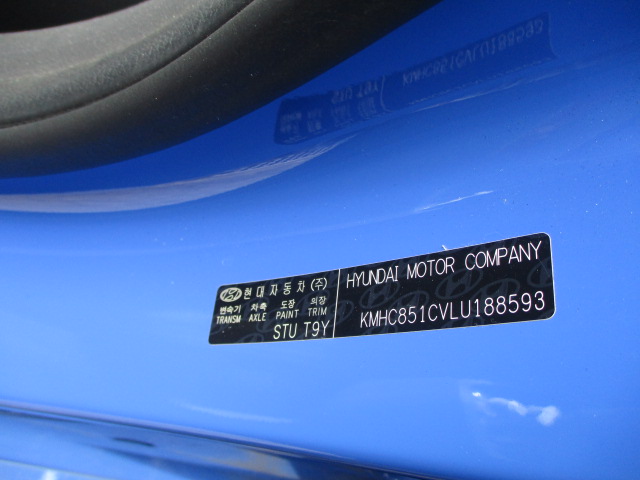 현대자동차(주)
변속기 차축 도장 의장
TRANSM AXLE PAINT TRIM
STU T9Y
HYUNDAI MOTOR COMPANY
KMHC851CVLU188593